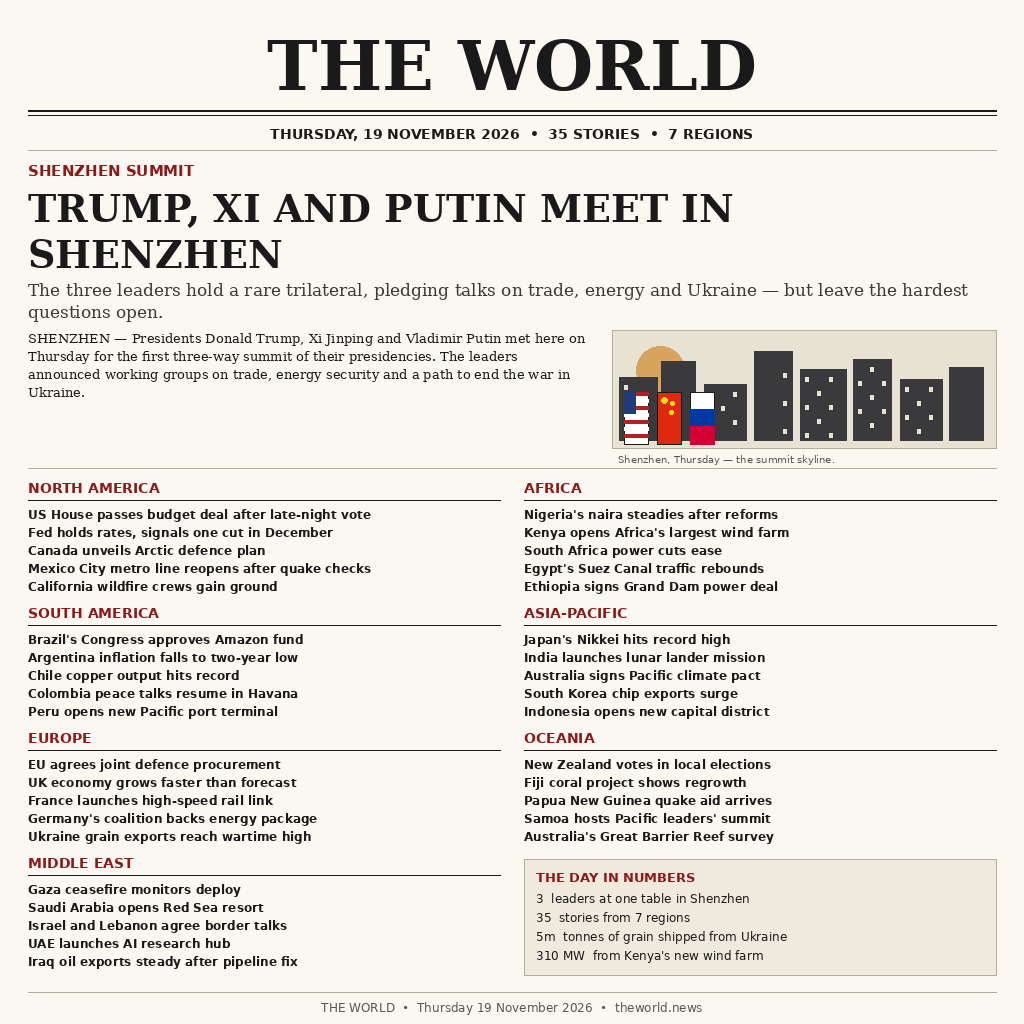 THE WORLD
THURSDAY, 19 NOVEMBER 2026 • 35 STORIES • 7 REGIONS
SHENZHEN SUMMIT
TRUMP, XI AND PUTIN MEET IN
SHENZHEN
The three leaders hold a rare trilateral, pledging talks on trade, energy and Ukraine — but leave the hardest
questions open.
SHENZHEN — Presidents Donald Trump, Xi Jinping and Vladimir Putin met here on
Thursday for the first three-way summit of their presidencies. The leaders
announced working groups on trade, energy security and a path to end the war in
Ukraine.
Shenzhen, Thursday — the summit skyline.
NORTH AMERICA
US House passes budget deal after late-night vote
Fed holds rates, signals one cut in December
Canada unveils Arctic defence plan
Mexico City metro line reopens after quake checks
California wildfire crews gain ground
SOUTH AMERICA
Brazil's Congress approves Amazon fund
Argentina inflation falls to two-year low
Chile copper output hits record
Colombia peace talks resume in Havana
Peru opens new Pacific port terminal
EUROPE
EU agrees joint defence procurement
UK economy grows faster than forecast
France launches high-speed rail link
Germany's coalition backs energy package
Ukraine grain exports reach wartime high
MIDDLE EAST
Gaza ceasefire monitors deploy
Saudi Arabia opens Red Sea resort
Israel and Lebanon agree border talks
UAE launches AI research hub
Iraq oil exports steady after pipeline fix
AFRICA
Nigeria's naira steadies after reforms
Kenya opens Africa's largest wind farm
South Africa power cuts ease
Egypt's Suez Canal traffic rebounds
Ethiopia signs Grand Dam power deal
ASIA-PACIFIC
Japan's Nikkei hits record high
India launches lunar lander mission
Australia signs Pacific climate pact
South Korea chip exports surge
Indonesia opens new capital district
OCEANIA
New Zealand votes in local elections
Fiji coral project shows regrowth
Papua New Guinea quake aid arrives
Samoa hosts Pacific leaders' summit
Australia's Great Barrier Reef survey
THE DAY IN NUMBERS
3 leaders at one table in Shenzhen
35 stories from 7 regions
5m tonnes of grain shipped from Ukraine
310 MW from Kenya's new wind farm
THE WORLD • Thursday 19 November 2026 • theworld.news